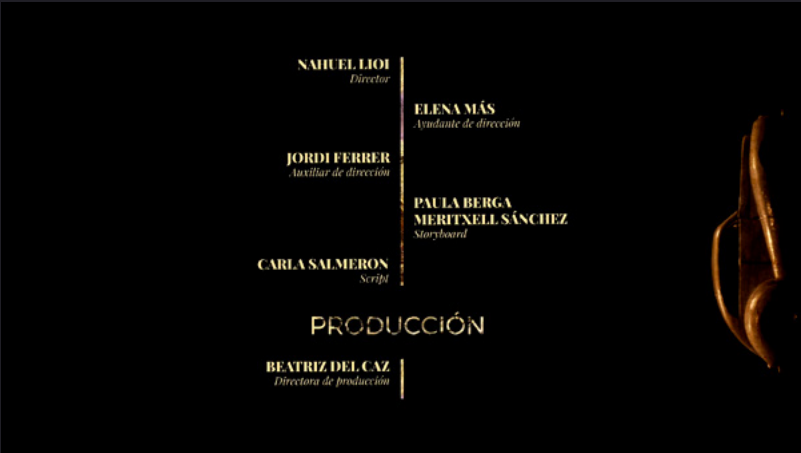 NAHUEL LIOI
Director
ELENA MÁS
Ayudante de dirección
JORDI FERRER
Auxiliar de dirección
PAULA BERGA
MERITXELL SÁNCHEZ
Storyboard
CARLA SALMERON
Script
PRODUCCIÓN
BEATRIZ DEL CAZ
Directora de producción